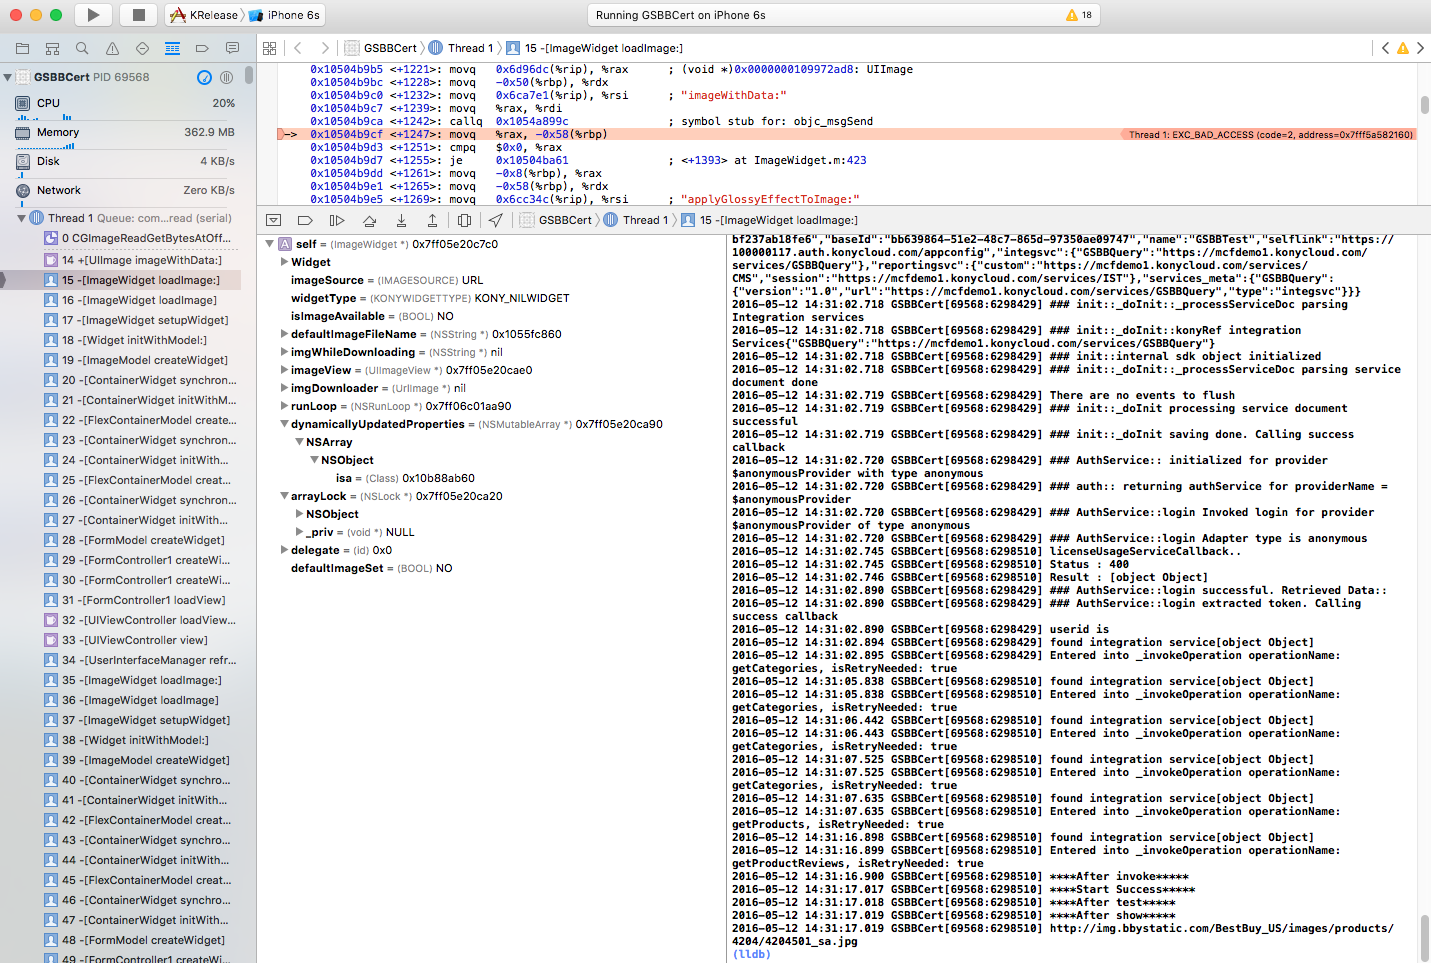 KRelease
iPhone 6s
Running GSBBCert on iPhone 6s
18
GSBBCert
Thread 1
15 -[ImageWidget loadImage:]
GSBBCert PID 69568
CPU
20%
Memory
362.9 MB
Disk
4 KB/s
Network
Zero KB/s
Thread 1 Queue: com...read (serial)
0 CGImageReadGetBytesAtOff...
14 +[UIImage imageWithData:]
15 -[ImageWidget loadImage:]
16 -[ImageWidget loadImage]
17 -[ImageWidget setupWidget]
18 -[Widget initWithModel:]
19 -[ImageModel createWidget]
20 -[ContainerWidget synchron...
21 -[ContainerWidget initWithM...
22 -[FlexContainerModel create...
23 -[ContainerWidget synchron...
24 -[ContainerWidget initWith...
25 -[FlexContainerModel creat...
26 -[ContainerWidget synchron...
27 -[ContainerWidget initWith...
28 -[FormModel createWidget]
29 -[FormController1 createWi...
30 -[FormController1 createWi...
31 -[FormController1 loadView]
32 -[UIViewController loadView...
33 -[UIViewController view]
34 -[UserInterfaceManager refr...
35 -[ImageWidget loadImage:]
36 -[ImageWidget loadImage]
37 -[ImageWidget setupWidget]
38 -[Widget initWithModel:]
39 -[ImageModel createWidget]
40 -[ContainerWidget synchro...
41 -[ContainerWidget initWith...
42 -[FlexContainerModel creat...
43 -[ContainerWidget synchro...
44 -[ContainerWidget initWith...
45 -[FlexContainerModel creat...
46 -[ContainerWidget synchro...
47 -[ContainerWidget initWith...
48 -[FormModel createWidget]
49 -[FormController1 createWi...
0x10504b9b5 <+1221>: movq 0x6d96dc(%rip), %rax ; (void *)0x0000000109972ad8: UIImage
0x10504b9bc <+1228>: movq -0x50(%rbp), %rdx
0x10504b9c0 <+1232>: movq 0x6ca7e1(%rip), %rsi ; "imageWithData:"
0x10504b9c7 <+1239>: movq %rax, %rdi
0x10504b9ca <+1242>: callq 0x1054a899c ; symbol stub for: objc_msgSend
-> 0x10504b9cf <+1247>: movq %rax, -0x58(%rbp) Thread 1: EXC_BAD_ACCESS (code=2, address=0x7fff5a582160)
0x10504b9d3 <+1251>: cmpq $0x0, %rax
0x10504b9d7 <+1255>: je 0x10504ba61 ; <+1393> at ImageWidget.m:423
0x10504b9dd <+1261>: movq -0x8(%rbp), %rax
0x10504b9e1 <+1265>: movq -0x58(%rbp), %rdx
0x10504b9e5 <+1269>: movq 0x6cc34c(%rip), %rsi ; "applyGlossyEffectToImage:"
GSBBCert
Thread 1
15 -[ImageWidget loadImage:]
A self = (ImageWidget *) 0x7ff05e20c7c0
Widget
imageSource = (IMAGESOURCE) URL
widgetType = (KONYWIDGETTYPE) KONY_NILWIDGET
isImageAvailable = (BOOL) NO
defaultImageFileName = (NSString *) 0x1055fc860
imgWhileDownloading = (NSString *) nil
imageView = (UIImageView *) 0x7ff05e20cae0
imgDownloader = (UrlImage *) nil
runLoop = (NSRunLoop *) 0x7ff06c01aa90
dynamicallyUpdatedProperties = (NSMutableArray *) 0x7ff05e20ca90
NSArray
NSObject
isa = (Class) 0x10b88ab60
arrayLock = (NSLock *) 0x7ff05e20ca20
NSObject
_priv = (void *) NULL
delegate = (id) 0x0
defaultImageSet = (BOOL) NO
bf237ab18fe6","baseId":"bb639864-51e2-48c7-865d-97350ae09747","name":"GSBBTest","selflink":"https://
100000117.auth.konycloud.com/appconfig","integsvc":{"GSBBQuery":"https://mcfdemo1.konycloud.com/
services/GSBBQuery"},"reportingsvc":{"custom":"https://mcfdemo1.konycloud.com/services/
CMS","session":"https://mcfdemo1.konycloud.com/services/IST"},"services_meta":{"GSBBQuery":
{"version":"1.0","url":"https://mcfdemo1.konycloud.com/services/GSBBQuery","type":"integsvc"}}}
2016-05-12 14:31:02.718 GSBBCert[69568:6298429] ### init::_doInit::_processServiceDoc parsing
Integration services
2016-05-12 14:31:02.718 GSBBCert[69568:6298429] ### init::_doInit::konyRef integration
Services{"GSBBQuery":"https://mcfdemo1.konycloud.com/services/GSBBQuery"}
2016-05-12 14:31:02.718 GSBBCert[69568:6298429] ### init::internal sdk object initialized
2016-05-12 14:31:02.718 GSBBCert[69568:6298429] ### init::_doInit::_processServiceDoc parsing service
document done
2016-05-12 14:31:02.719 GSBBCert[69568:6298429] There are no events to flush
2016-05-12 14:31:02.719 GSBBCert[69568:6298429] ### init::_doInit processing service document
successful
2016-05-12 14:31:02.719 GSBBCert[69568:6298429] ### init::_doInit saving done. Calling success
callback
2016-05-12 14:31:02.720 GSBBCert[69568:6298429] ### AuthService:: initialized for provider
$anonymousProvider with type anonymous
2016-05-12 14:31:02.720 GSBBCert[69568:6298429] ### auth:: returning authService for providerName =
$anonymousProvider
2016-05-12 14:31:02.720 GSBBCert[69568:6298429] ### AuthService::login Invoked login for provider
$anonymousProvider of type anonymous
2016-05-12 14:31:02.720 GSBBCert[69568:6298429] ### AuthService::login Adapter type is anonymous
2016-05-12 14:31:02.745 GSBBCert[69568:6298510] licenseUsageServiceCallback..
2016-05-12 14:31:02.745 GSBBCert[69568:6298510] Status : 400
2016-05-12 14:31:02.746 GSBBCert[69568:6298510] Result : [object Object]
2016-05-12 14:31:02.890 GSBBCert[69568:6298429] ### AuthService::login successful. Retrieved Data::
2016-05-12 14:31:02.890 GSBBCert[69568:6298429] ### AuthService::login extracted token. Calling
success callback
2016-05-12 14:31:02.890 GSBBCert[69568:6298429] userid is
2016-05-12 14:31:02.894 GSBBCert[69568:6298429] found integration service[object Object]
2016-05-12 14:31:02.895 GSBBCert[69568:6298429] Entered into _invokeOperation operationName:
getCategories, isRetryNeeded: true
2016-05-12 14:31:05.838 GSBBCert[69568:6298510] found integration service[object Object]
2016-05-12 14:31:05.838 GSBBCert[69568:6298510] Entered into _invokeOperation operationName:
getCategories, isRetryNeeded: true
2016-05-12 14:31:06.442 GSBBCert[69568:6298510] found integration service[object Object]
2016-05-12 14:31:06.443 GSBBCert[69568:6298510] Entered into _invokeOperation operationName:
getCategories, isRetryNeeded: true
2016-05-12 14:31:07.525 GSBBCert[69568:6298510] found integration service[object Object]
2016-05-12 14:31:07.525 GSBBCert[69568:6298510] Entered into _invokeOperation operationName:
getCategories, isRetryNeeded: true
2016-05-12 14:31:07.635 GSBBCert[69568:6298510] found integration service[object Object]
2016-05-12 14:31:07.635 GSBBCert[69568:6298510] Entered into _invokeOperation operationName:
getProducts, isRetryNeeded: true
2016-05-12 14:31:16.898 GSBBCert[69568:6298510] found integration service[object Object]
2016-05-12 14:31:16.899 GSBBCert[69568:6298510] Entered into _invokeOperation operationName:
getProductReviews, isRetryNeeded: true
2016-05-12 14:31:16.900 GSBBCert[69568:6298510] ****After invoke*****
2016-05-12 14:31:17.017 GSBBCert[69568:6298510] ****Start Success*****
2016-05-12 14:31:17.018 GSBBCert[69568:6298510] ****After test*****
2016-05-12 14:31:17.019 GSBBCert[69568:6298510] ****After show*****
2016-05-12 14:31:17.019 GSBBCert[69568:6298510] http://img.bbystatic.com/BestBuy_US/images/products/
4204/4204501_sa.jpg
(lldb)